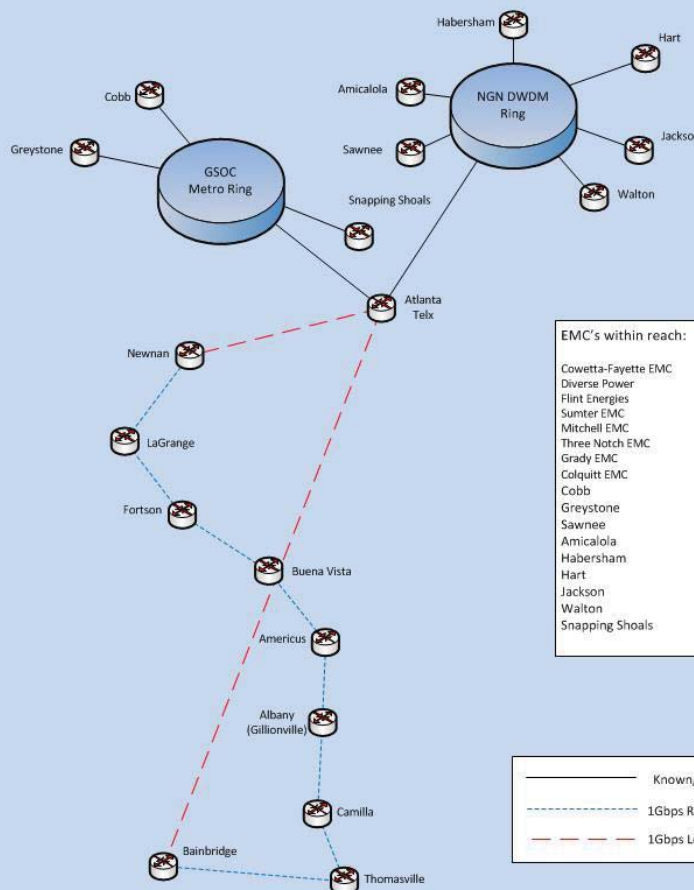 Habersham
Hart
Cobb
Amicalola
NGN DWDM
Ring
Greystone
Sawnee
Jackson
GSOC
Metro Ring
Walton
Snapping Shoals
Atlanta
Telx
Newnan
EMC's within reach:
Cowetta-Fayette EMC
Diverse Power
Flint Energies
Sumter EMC
Mitchell EMC
Three Notch EMC
Grady EMC
Colquitt EMC
Cobb
Greystone
Sawnee
Amicalola
Habersham
Hart
Jackson
Walton
Snapping Shoals
LaGrange
Fortson
Buena Vista
Americus
Albany
(Gillionville)
Camilla
Bainbridge
Thomasville
Known/
1Gbps R
1Gbps L